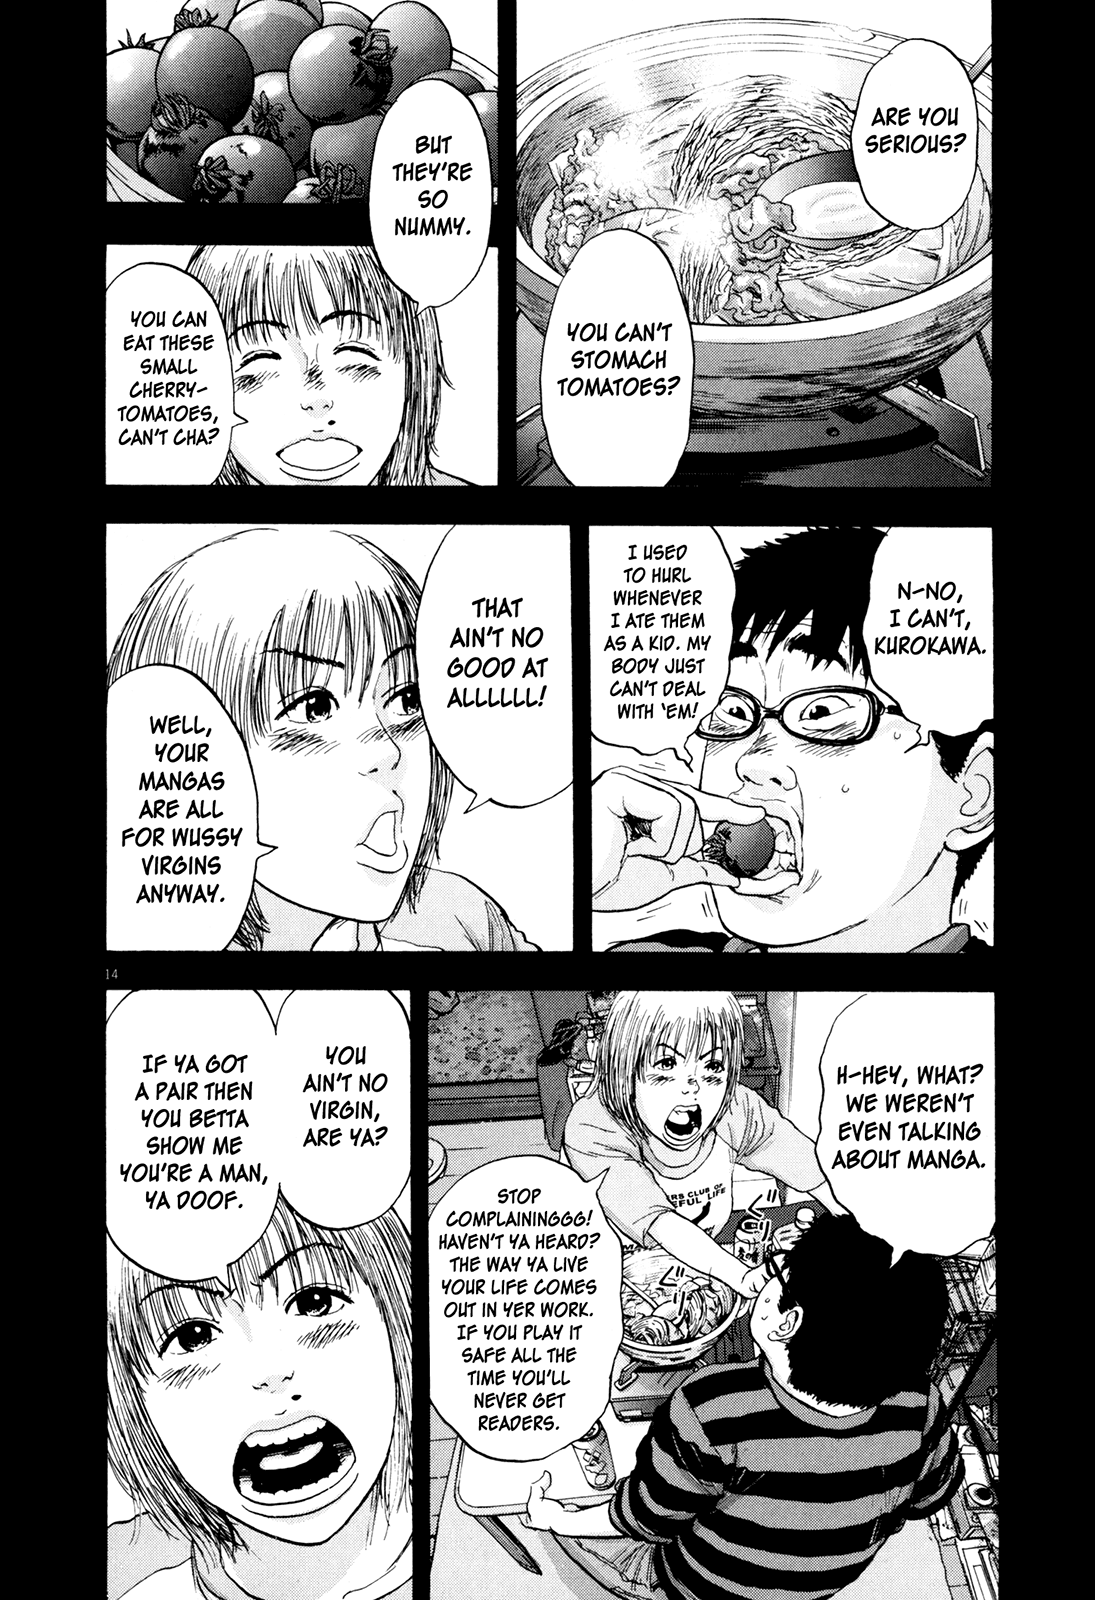 ARE YOU
SERIOUS?
YOU CAN'T
STOMACH
TOMATOES?
BUT
THEY'RE
SO
NUMMY.
YOU CAN
EAT THESE
SMALL
CHERRY-
TOMATOES,
CAN'T CHA?
N-NO,
I CAN'T,
KUROKAWA.
I USED
TO HURL
WHENEVER
I ATE THEM
AS A KID. MY
BODY JUST
CAN'T DEAL
WITH 'EM!
THAT
AIN'T NO
GOOD AT
ALLLLLL!
WELL,
YOUR
MANGAS
ARE ALL
FOR WUSSY
VIRGINS
ANYWAY.
14
H-HEY, WHAT?
WE WEREN'T
EVEN TALKING
ABOUT MANGA.
STOP
COMPLAININGGG!
HAVEN'T YA HEARD?
THE WAY YA LIVE
YOUR LIFE COMES
OUT IN YER WORK.
IF YOU PLAY IT
SAFE ALL THE
TIME YOU'LL
NEVER GET
READERS.
RS CLUB OF
EFUL LIFE
YOU
AIN'T NO
VIRGIN,
ARE YA?
IF YA GOT
A PAIR THEN
YOU BETTA
SHOW ME
YOU'RE A MAN,
YA DOOF.